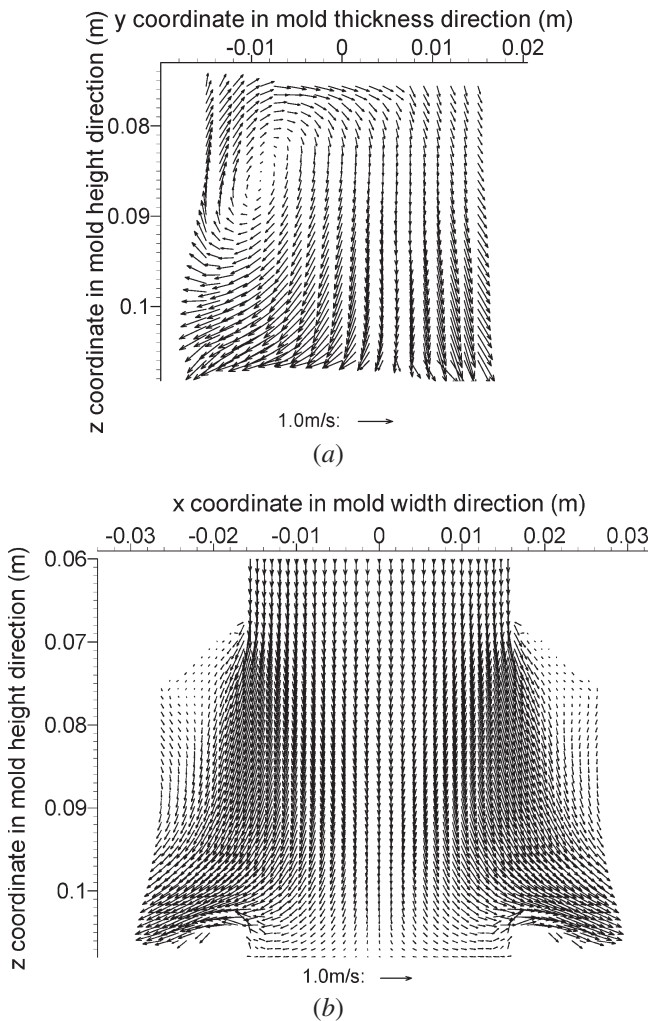 y coordinate in mold thickness direction (m)
-0.01 0 0.01 0.02
z coordinate in mold height direction (m)
0.08
0.09
0.1
1.0m/s:
(a)
x coordinate in mold width direction (m)
-0.03 -0.02 -0.01 0 0.01 0.02 0.03
z coordinate in mold height direction (m)
0.06
0.07
0.08
0.09
0.1
1.0m/s:
(b)